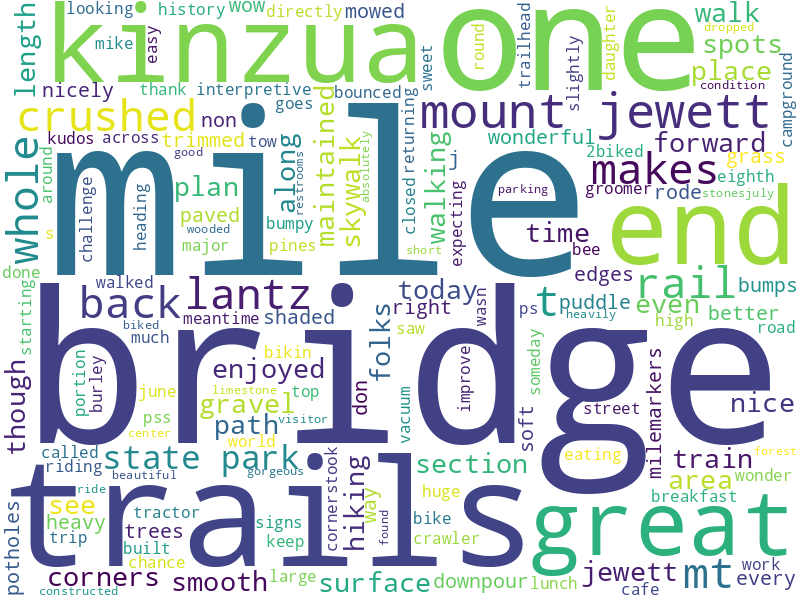 looking history wow directly mowed walk
kinzua one
length mike easy round trailhead slightly daughter dropped spots
nicely thank interpretive bounced sweet place condition campground
crushed goes mount jewett
kudos across non trimmed tow along maintained skywalk absolutely closed returning walking wonderful forward
around good restrooms 2biked grass
whole mile j makes eighth
plan parking groomer rode stonesjuly
challenge heading wooded paved expecting
s major bumpy pines short time bee end
done walked edges rail bumps
starting back lantz today t puddle even better
meantime shaded right ps heavily high road
biked much folks saw wasn
bridge
though portion burley bikin enjoyed don improve someday
june limestone top gravel street nice
pss path visitor vacuum soft milemarkers
center world
called state park eating train forest
riding beautiful gorgeous section area wonder
trails
see ride cornerstook hiking way huge breakfast
potholes heavy tractor signs found bike great
trip trees built keep crawler
chance
corners smooth large surface downpour lunch jewett mt work every
constructed cafe